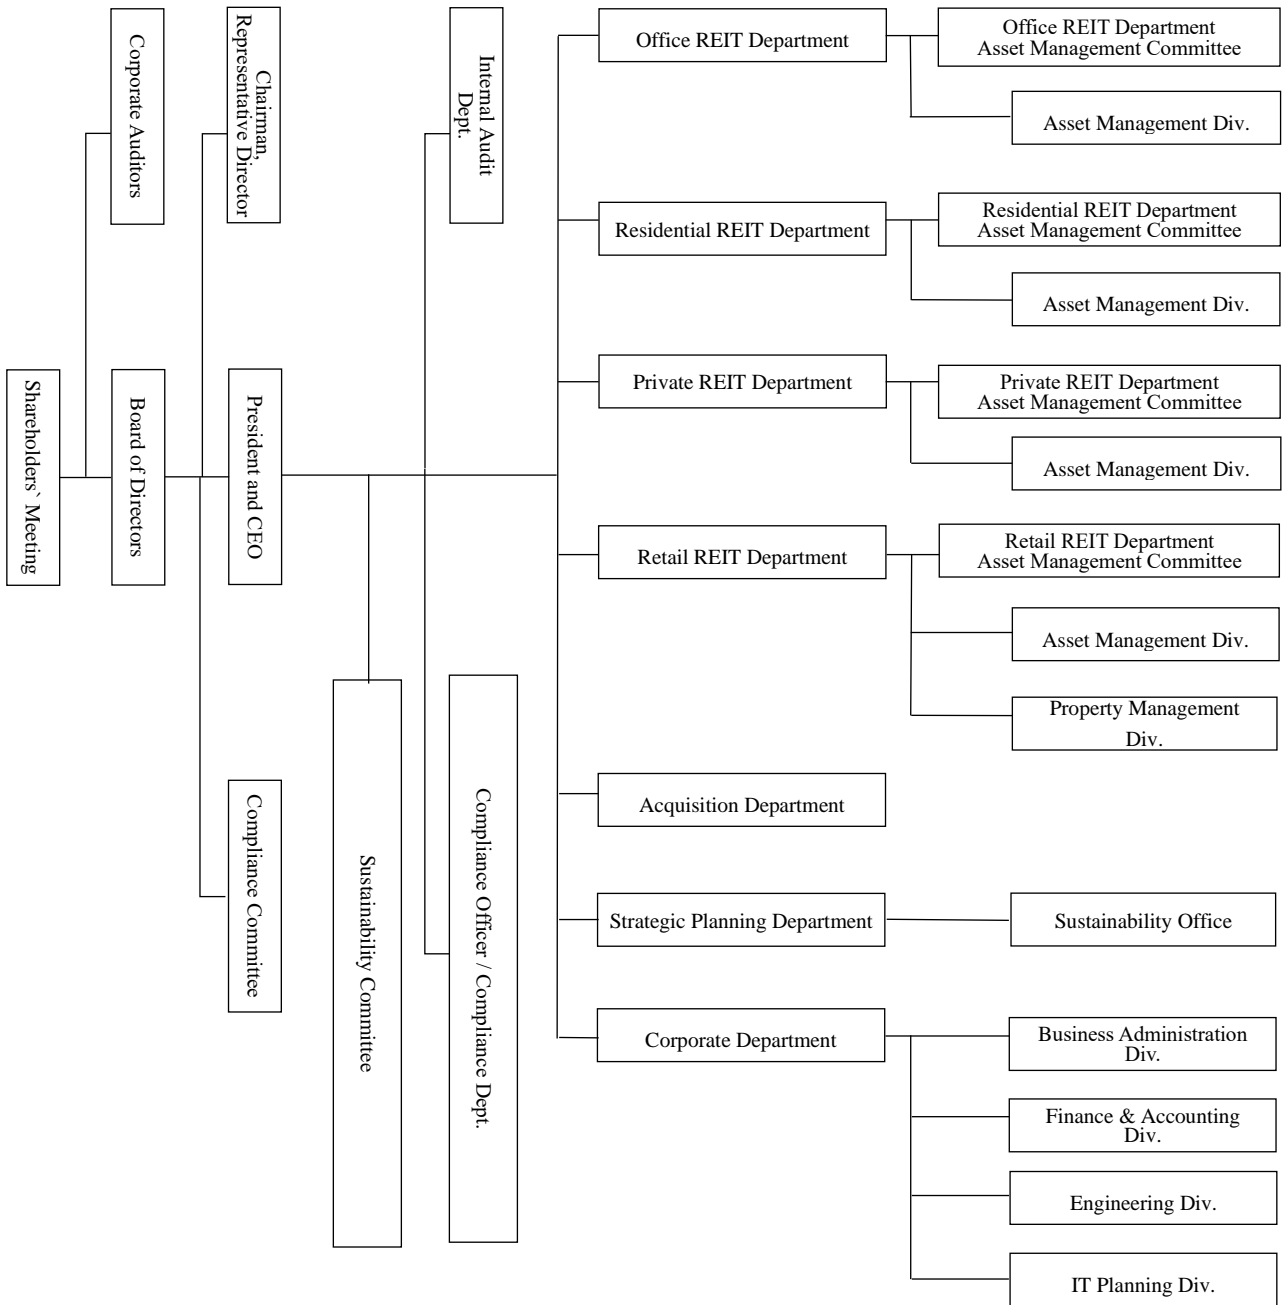 Shareholders` Meeting
Corporate Auditors
Board of Directors
Chairman,
Representative Director
President and CEO
Compliance Committee
Sustainability Committee
Internal Audit
Dept.
Compliance Officer / Compliance Dept.
Office REIT Department
Office REIT Department
Asset Management Committee
Asset Management Div.
Residential REIT Department
Residential REIT Department
Asset Management Committee
Asset Management Div.
Private REIT Department
Private REIT Department
Asset Management Committee
Asset Management Div.
Retail REIT Department
Retail REIT Department
Asset Management Committee
Asset Management Div.
Property Management
Div.
Acquisition Department
Strategic Planning Department
Sustainability Office
Corporate Department
Business Administration
Div.
Finance & Accounting
Div.
Engineering Div.
IT Planning Div.